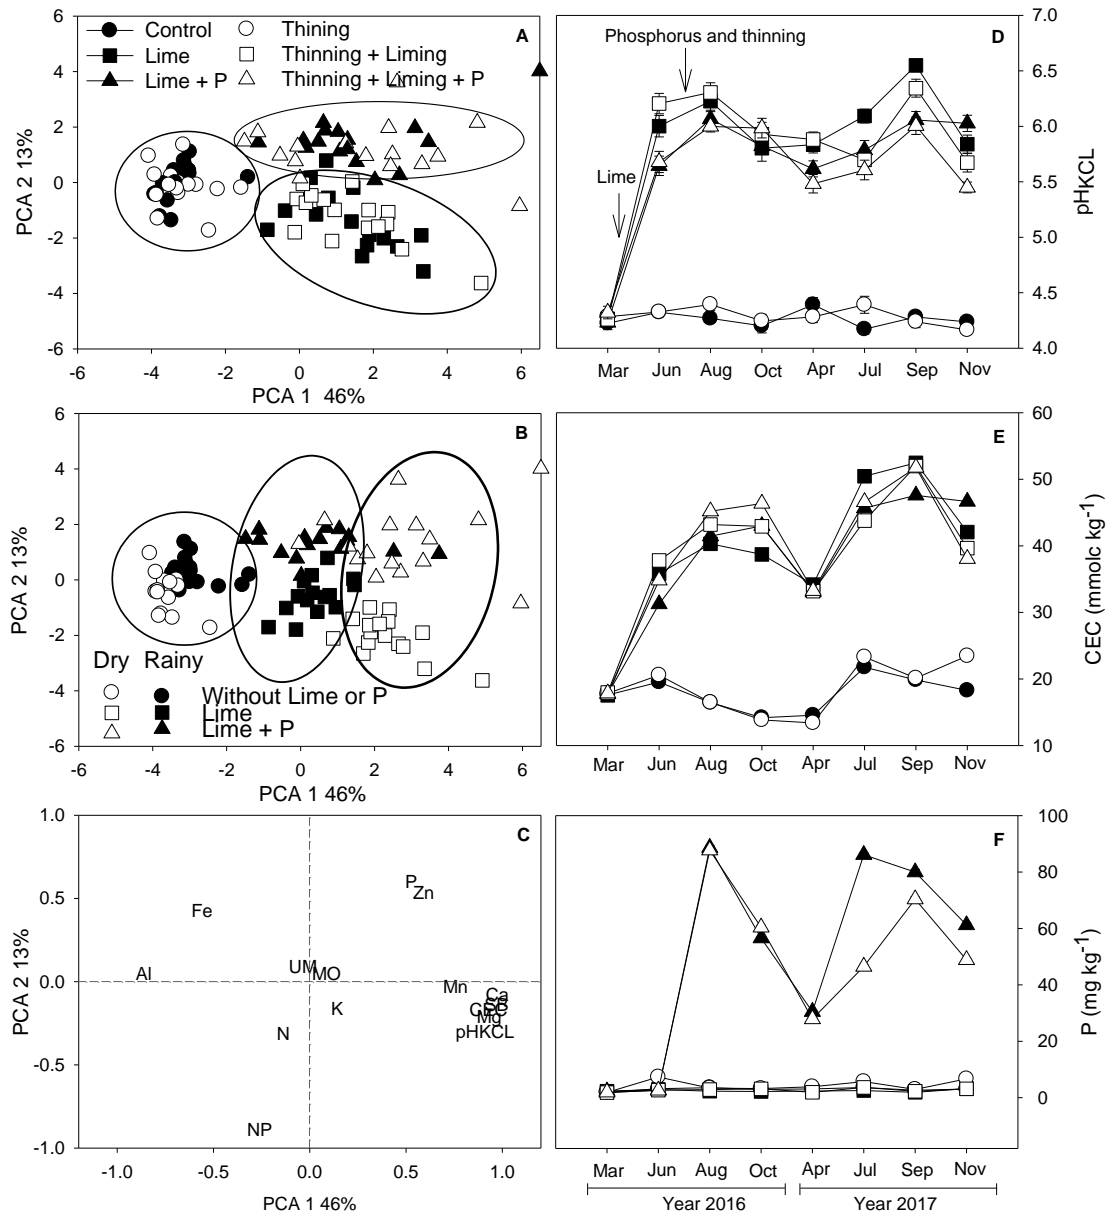 A
Control
Thining
Lime
Thinning + Liming
Lime + P
Thinning + Liming + P
6
4
2
0
-2
-4
-6
PCA 2 13%
-6 -4 -2 0 2 4 6
PCA 1 46%
D
Phosphorus and thinning
Lime
7.0
6.5
6.0
5.5
5.0
4.5
4.0
pHKCL
Mar Jun Aug Oct Apr Jul Sep Nov
B
6
4
2
0
-2
-4
-6
PCA 2 13%
Dry Rainy
Without Lime or P
Lime
Lime + P
-6 -4 -2 0 2 4 6
PCA 1 46%
E
60
50
40
30
20
10
CEC (mmolc kg-1)
Mar Jun Aug Oct Apr Jul Sep Nov
C
1.0
0.5
0.0
-0.5
-1.0
PCA 2 13%
P
Zn
Fe
Al
UM
MO
Mn
Ca
SB
CEC
K
Mg
N
pHKCL
NP
-1.0 -0.5 0.0 0.5 1.0
PCA 1 46%
F
100
80
60
40
20
0
P (mg kg-1)
Mar Jun Aug Oct Apr Jul Sep Nov
Year 2016 Year 2017